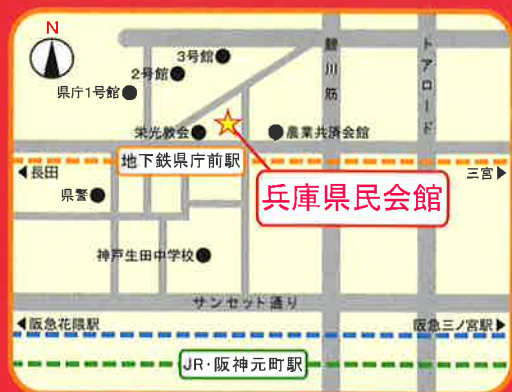 N
3号館
2号館
県庁1号館
鯉川筋
トアロード
栄光教会
農業共済会館
地下鉄県庁前駅
◀長田
三宮▶
兵庫県民会館
県警
神戸生田中学校
サンセット通り
◀阪急花隈駅
阪急三ノ宮駅▶
JR・阪神元町駅